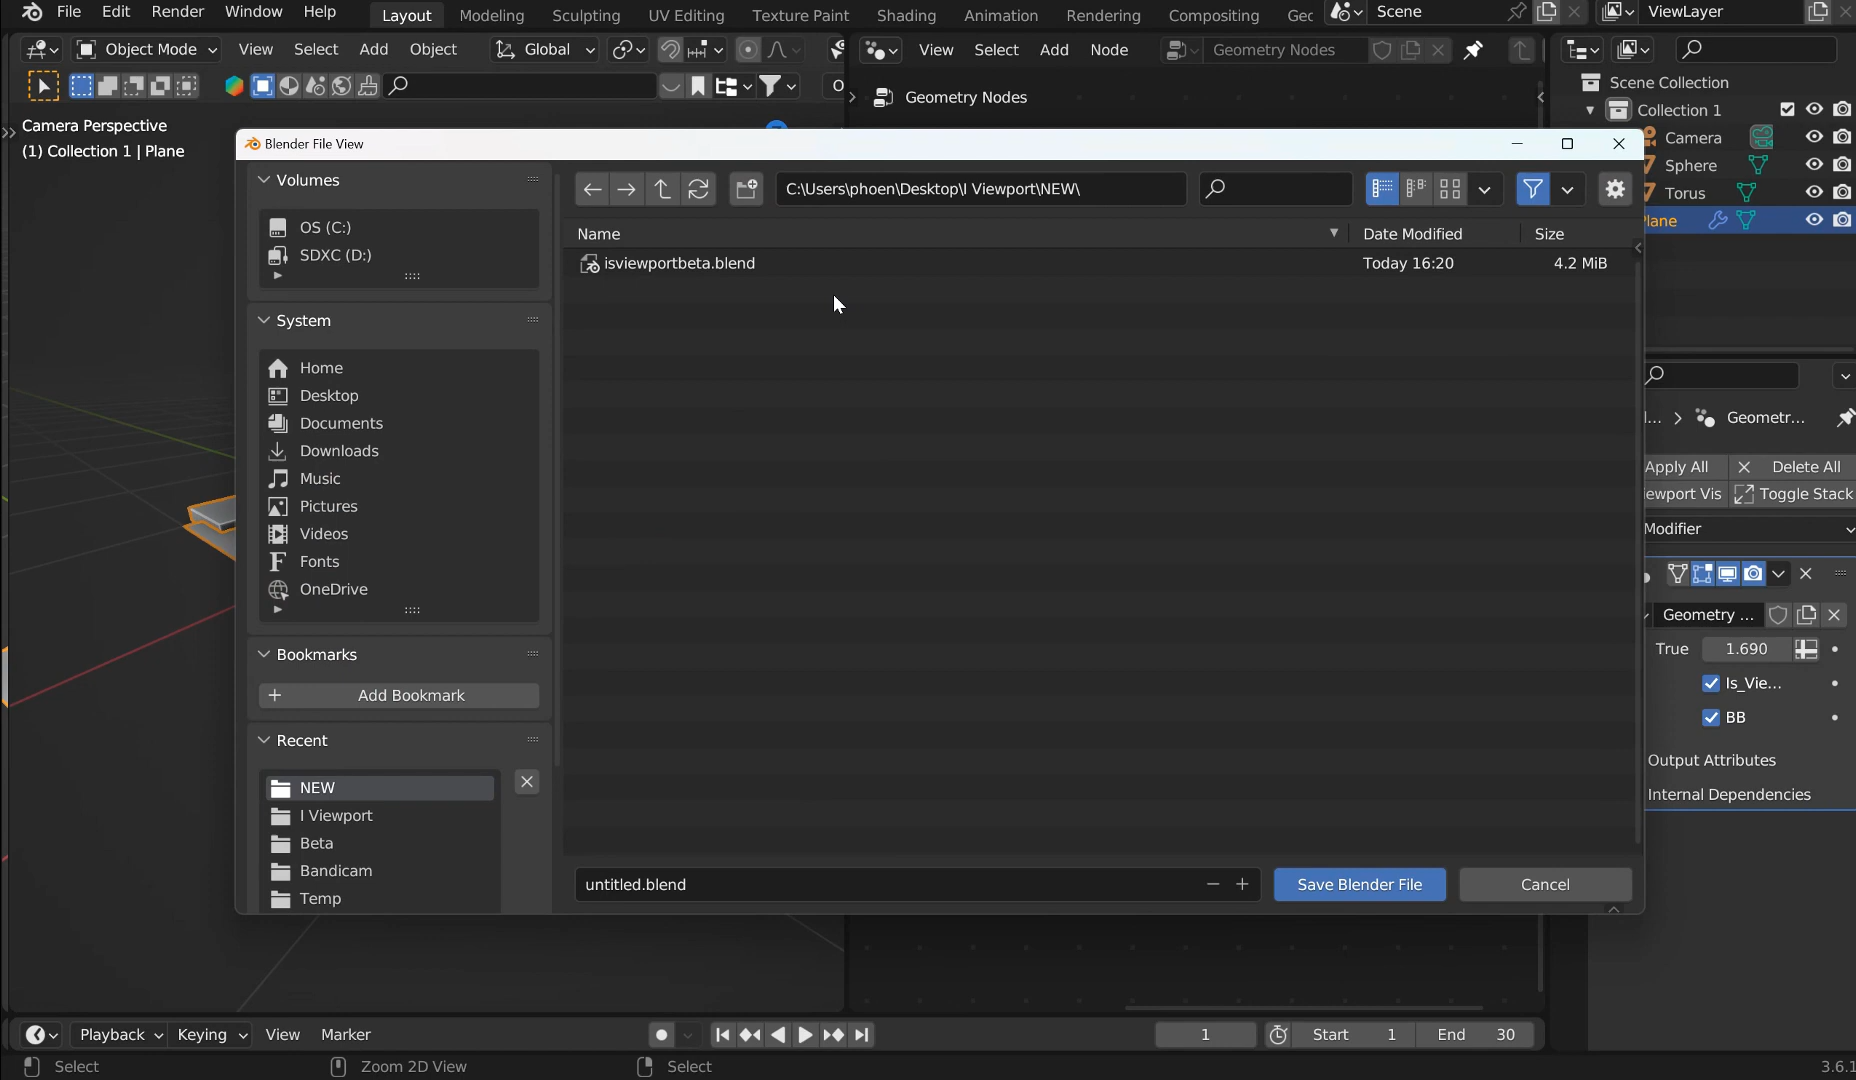 File Edit Render Window Help Layout Modeling Sculpting UV Editing Texture Paint Shading Animation Rendering Compositing Geo Scene ViewLayer
Object Mode View Select Add Object Global View Select Add Node Geometry Nodes
Geometry Nodes
Camera Perspective
(1) Collection 1 | Plane
Scene Collection
Collection 1
Camera
Sphere
Torus
Plane
Blender File View
Volumes
OS (C:)
SDXC (D:)
System
Home
Desktop
Documents
Downloads
Music
Pictures
Videos
Fonts
OneDrive
Bookmarks
Add Bookmark
Recent
NEW
I Viewport
Beta
Bandicam
Temp
C:\Users\phoen\Desktop\I Viewport\NEW\
Name Date Modified Size
isviewportbeta.blend Today 16:20 4.2 MiB
untitled.blend Save Blender File Cancel
l... Geometr...
Apply All Delete All
iewport Vis Toggle Stack
Modifier
Geometry ...
True 1.690
Is_Vie...
BB
Output Attributes
Internal Dependencies
Playback Keying View Marker 1 Start 1 End 30
Select Zoom 2D View Select 3.6.1